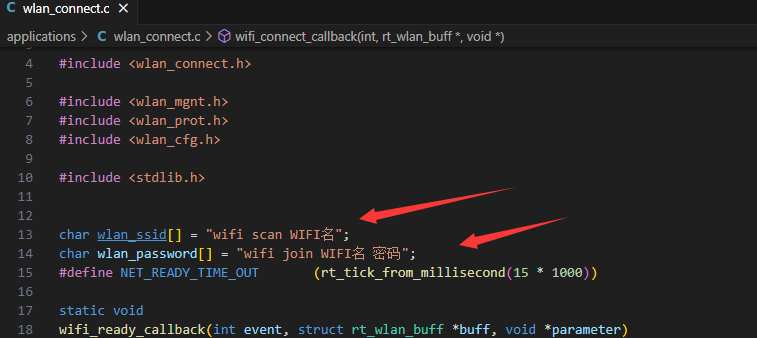 wlan_connect.c ×
applications > C wlan_connect.c > wifi_connect_callback(int, rt_wlan_buff *, void *)
4 #include <wlan_connect.h>
5
6 #include <wlan_mgnt.h>
7 #include <wlan_prot.h>
8 #include <wlan_cfg.h>
9
10 #include <stdlib.h>
11
12
13 char wlan_ssid[] = "wifi scan WIFI名";
14 char wlan_password[] = "wifi join WIFI名 密码";
15 #define NET_READY_TIME_OUT (rt_tick_from_millisecond(15 * 1000))
16
17 static void
18 wifi_ready_callback(int event, struct rt_wlan_buff *buff, void *parameter)